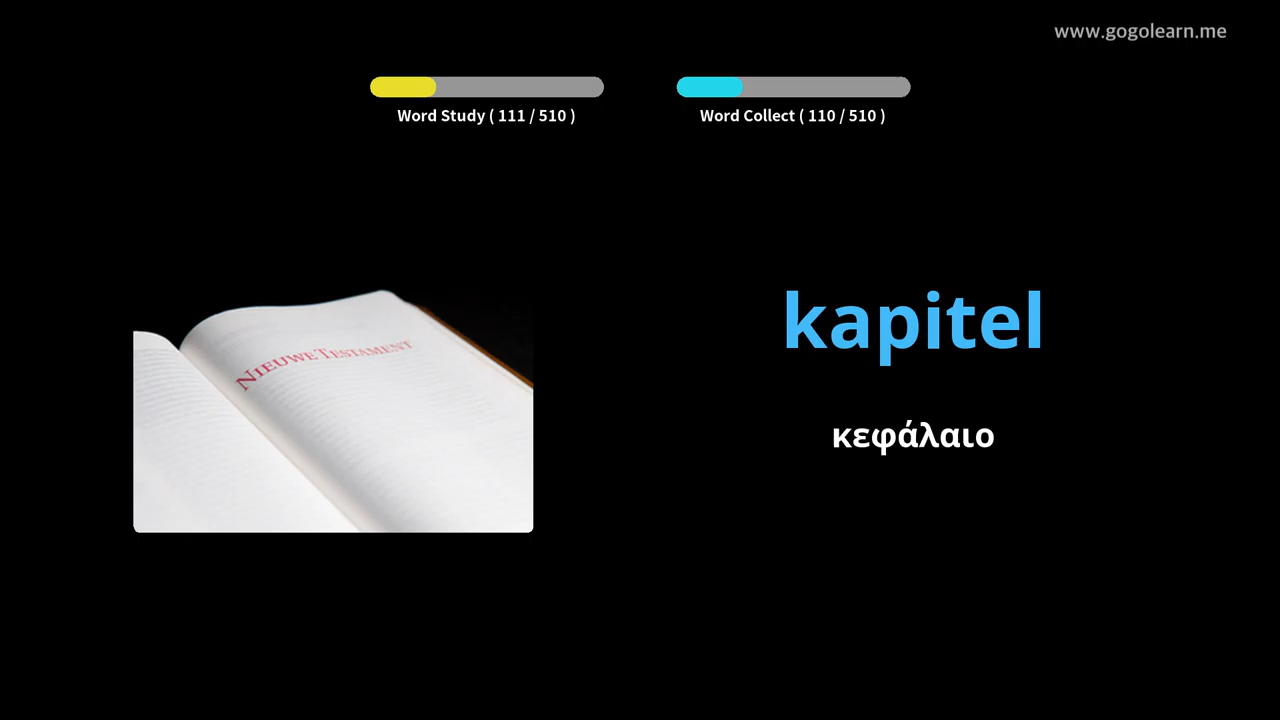 www.gogolearn.me
Word Study ( 111 / 510 )
Word Collect ( 110 / 510 )
NIEUWE TESTAMENT
kapitel
κεφάλαιο